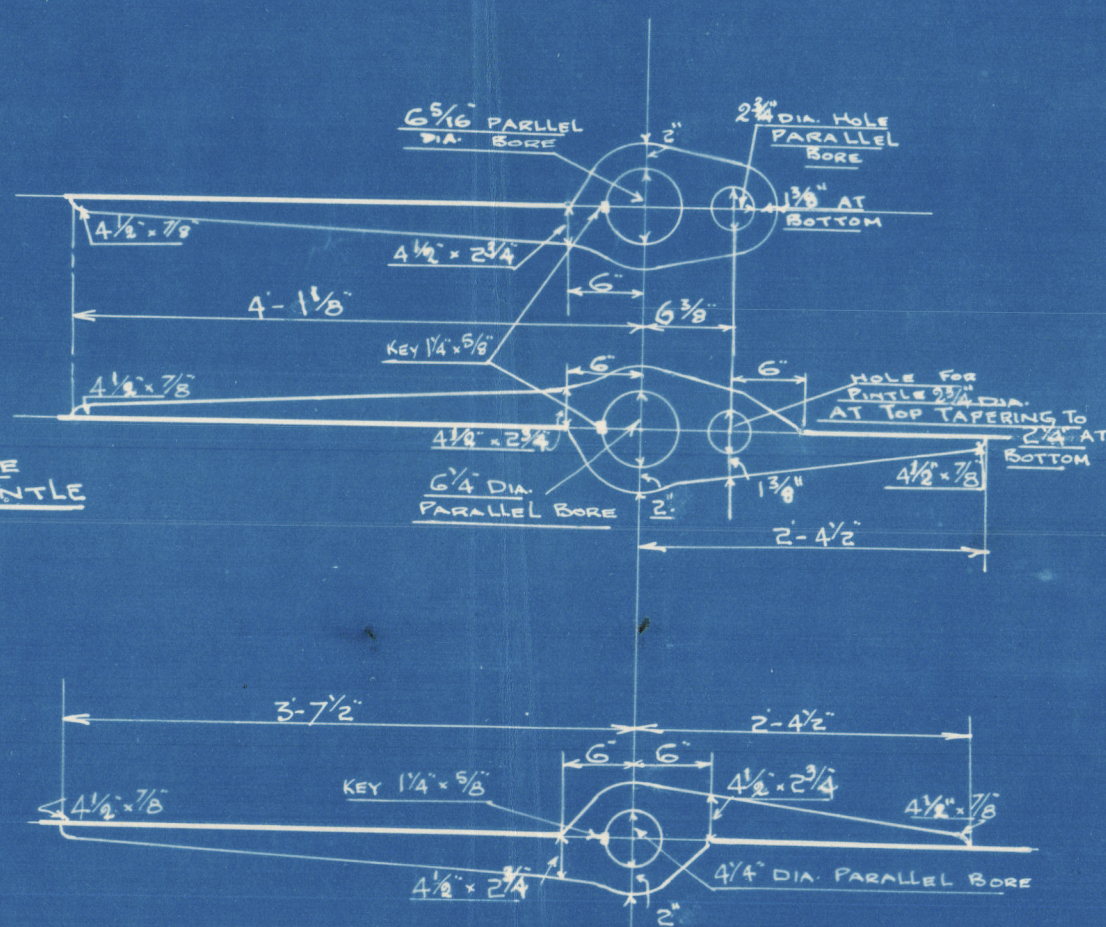 6 5/16" PARLLEL
DIA. BORE
2"
2 3/4" DIA. HOLE
PARALLEL
BORE
1 3/8" AT
BOTTOM
4 1/2" × 7/8"
4 1/2" × 2 3/4"
6"
4'-1 1/8"
6 3/8"
KEY 1 1/4" × 5/8"
6"
6"
4 1/2" × 7/8"
HOLE FOR
PINTLE 2 3/4" DIA.
AT TOP TAPERING TO
2 1/4" AT
BOTTOM
4 1/2" × 2 3/4"
NTLE
6 1/4" DIA.
PARALLEL BORE
2"
1 3/8"
4 1/2" × 7/8"
2'-4 1/2"
3'-7 1/2"
2'-4 1/2"
6"
6"
KEY 1 1/4" × 5/8"
4 1/2" × 7/8"
4 1/2" × 2 3/4"
4 1/2" × 7/8"
4 1/2" × 2 3/4"
4 1/4" DIA. PARALLEL BORE
2"